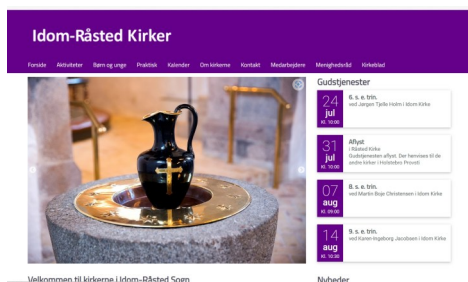 Idom-Råsted Kirker
Forside Aktiviteter Børn og unge Praktisk Kalender Om kirkerne Kontakt Medarbejdere Menighedsråd Kirkeblad
Gudstjenester
24
jul
Kl. 10:00
6. s. e. trin.
ved Jørgen Tjelle Holm i Idom Kirke
31
jul
Kl. 10:00
Aflyst
i Råsted Kirke
Gudstjenesten aflyst. Der henvises til de
andre kirker i Holstebro Provsti
07
aug
Kl. 09:00
8. s. e. trin.
ved Martin Boje Christensen i Idom Kirke
14
aug
Kl. 10:00
9. s. e. trin.
ved Karen-Ingeborg Jacobsen i Idom Kirke
Velkommen til kirkerne i Idom-Råsted Sogn
Nyheder